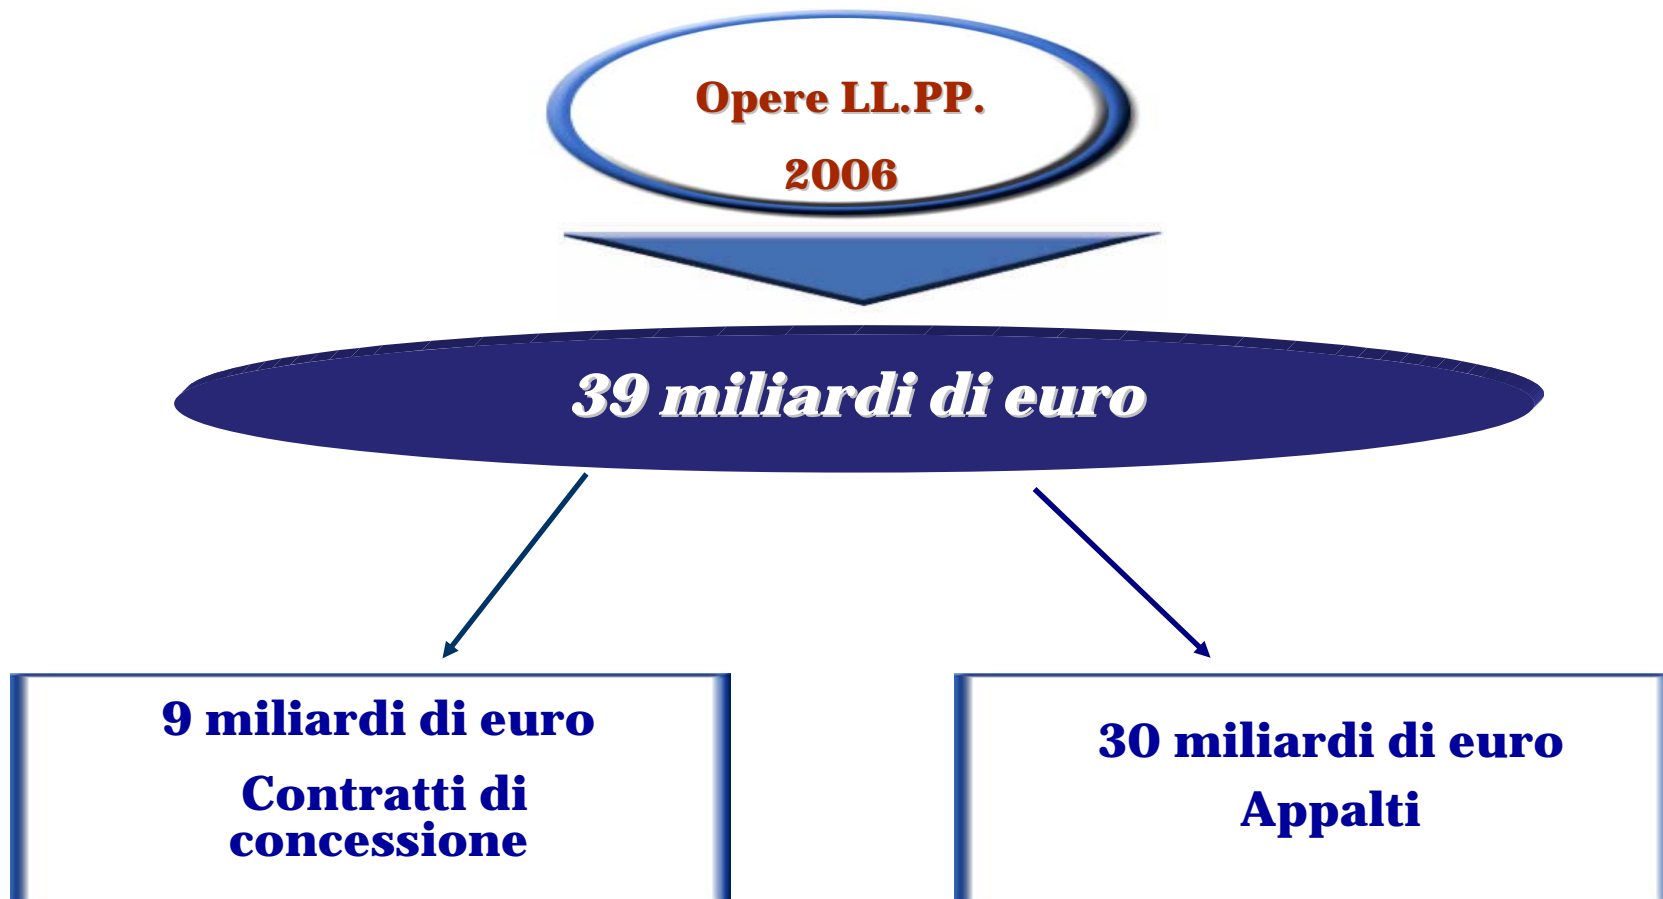 Opere LL.PP.
2006
39 miliardi di euro
9 miliardi di euro
Contratti di
concessione
30 miliardi di euro
Appalti